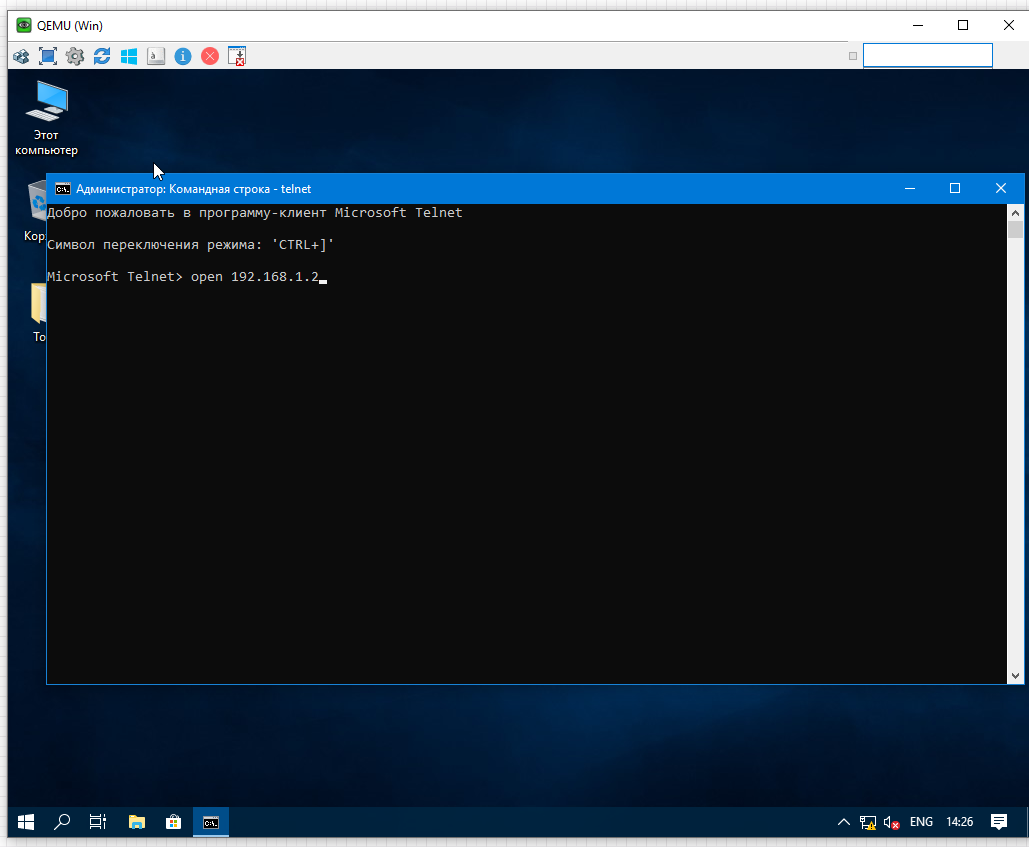 QEMU (Win)
Этот
компьютер
Администратор: Командная строка - telnet
Добро пожаловать в программу-клиент Microsoft Telnet
Кор
Символ переключения режима: 'CTRL+]'
Microsoft Telnet> open 192.168.1.2
To
ENG
14:26